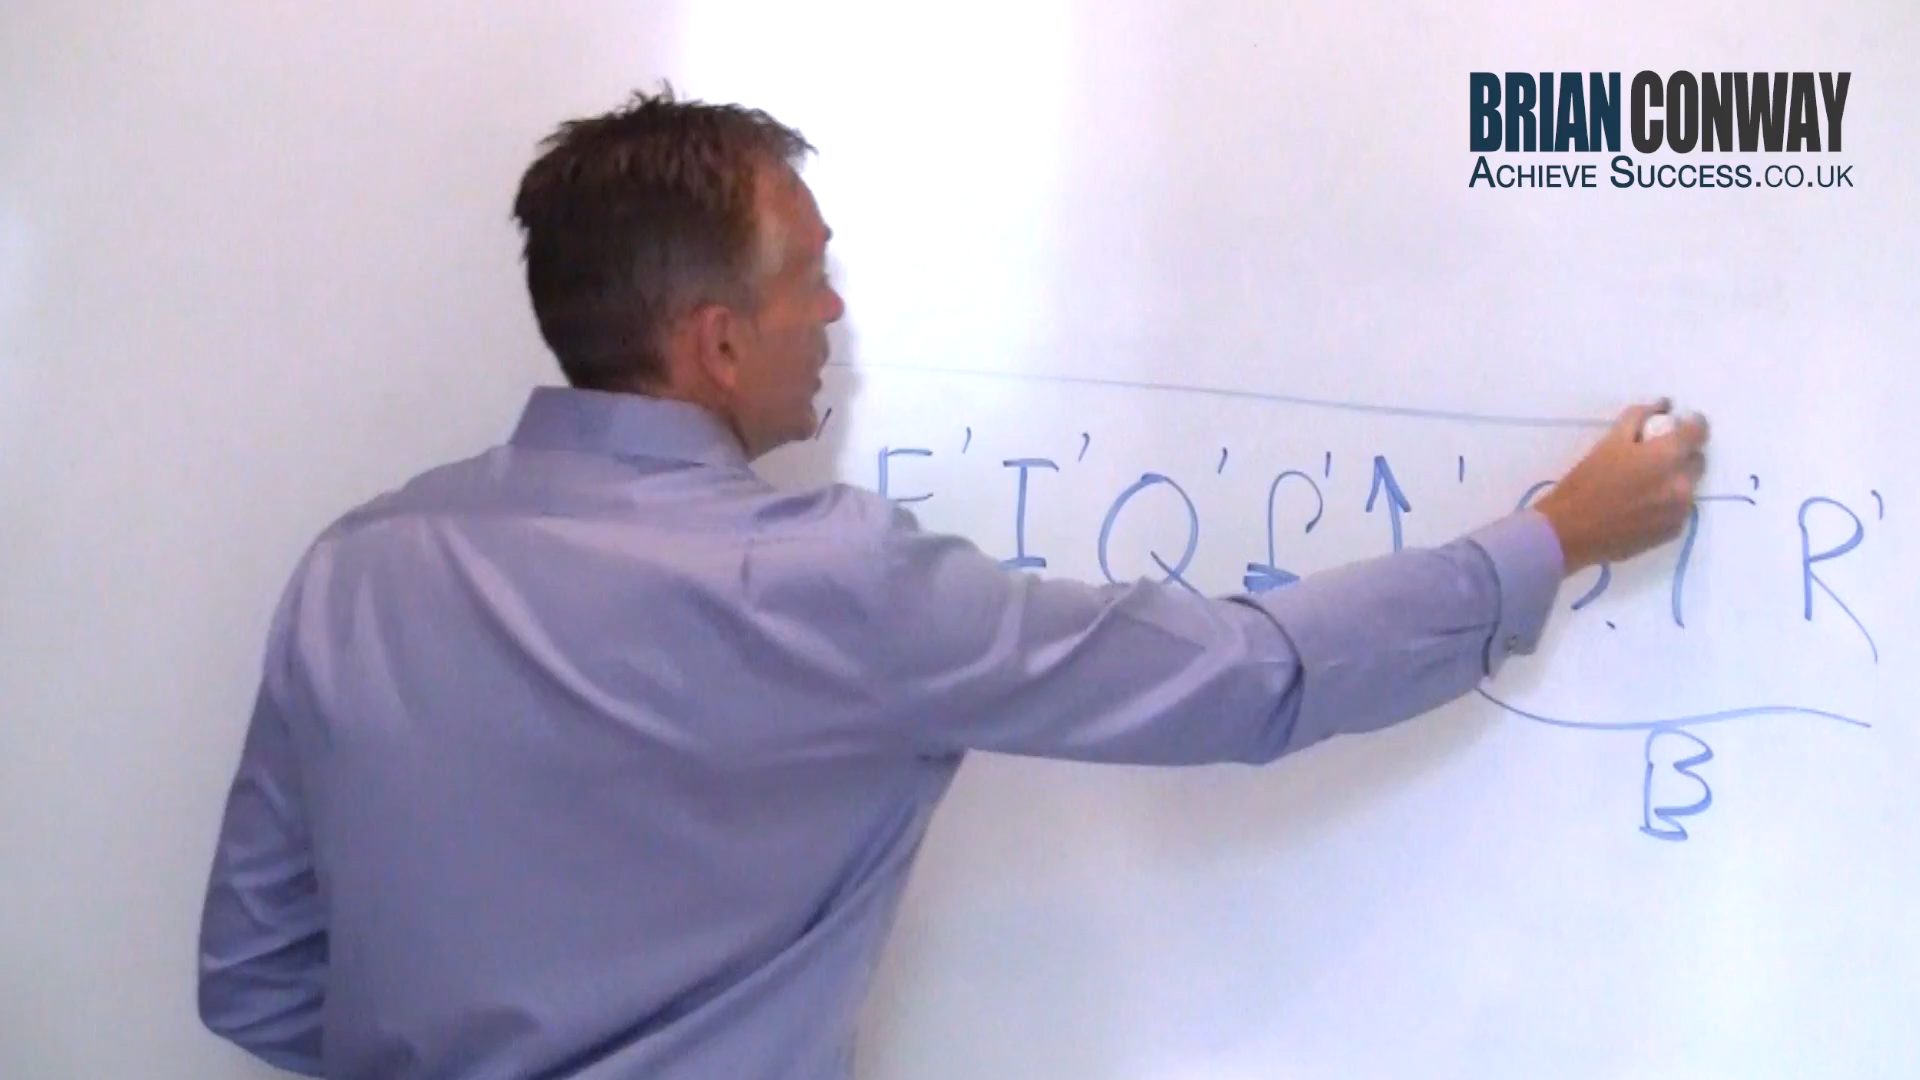 BRIAN CONWAY
ACHIEVE SUCCESS.CO.UK
I' Q' ' ↑ ' T' R'
B